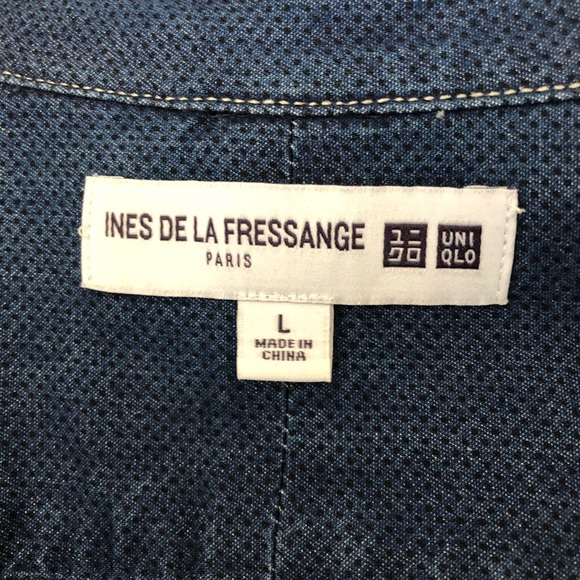 INES DE LA FRESSANGE
PARIS
ユニ
クロ
UNI
QLO
L
MADE IN
CHINA